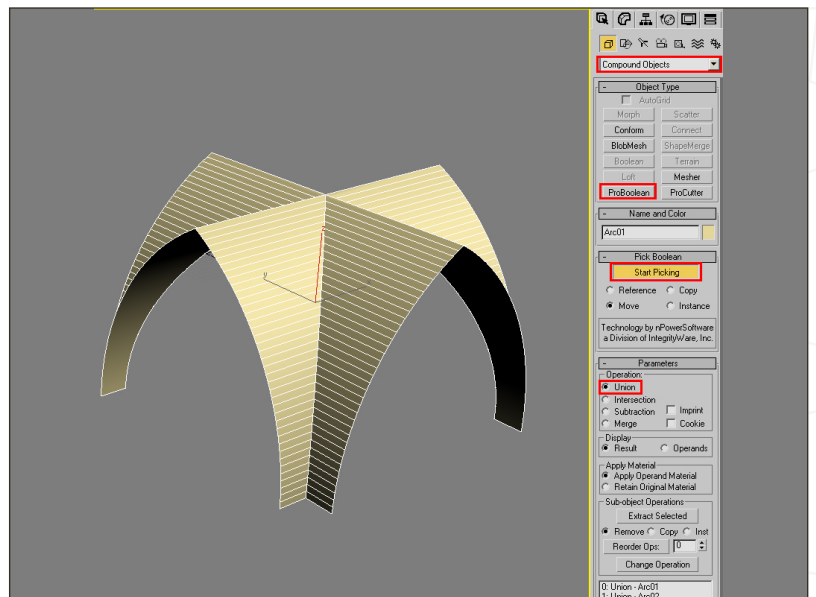 Compound Objects
- Object Type
AutoGrid
Morph Scatter
Conform Connect
BlobMesh ShapeMerge
Boolean Terrain
Loft Mesher
ProBoolean ProCutter
- Name and Color
Arc01
- Pick Boolean
Start Picking
Reference Copy
Move Instance
Technology by nPowerSoftware
a Division of IntegrityWare, Inc.
- Parameters
Operation:
Union
Intersection
Subtraction Imprint
Merge Cookie
Display
Result Operands
Apply Material
Apply Operand Material
Retain Original Material
Sub-object Operations
Extract Selected
Remove Copy Inst
Reorder Ops: 0
Change Operation
0: Union - Arc01
1: Union - Arc02
z
y